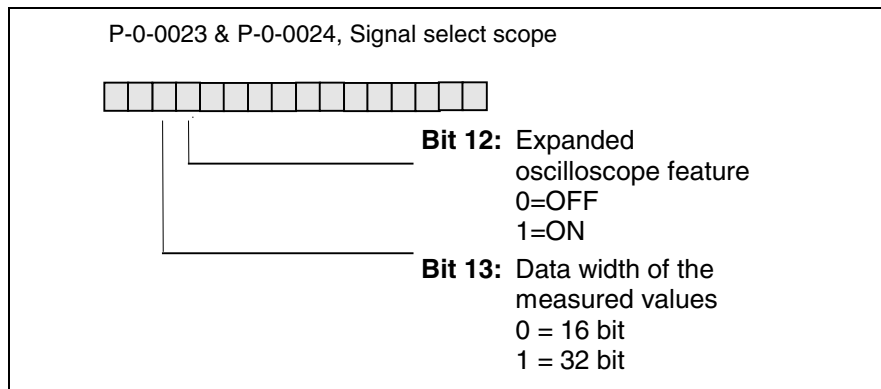 P-0-0023 & P-0-0024, Signal select scope
Bit 12: Expanded
oscilloscope feature
0=OFF
1=ON
Bit 13: Data width of the
measured values
0 = 16 bit
1 = 32 bit